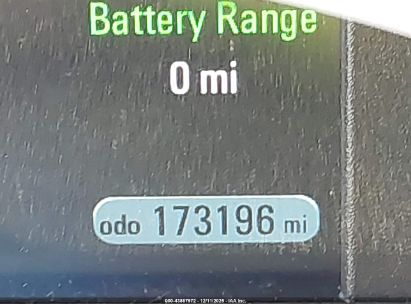 Battery Range
0 mi
odo 173196 mi